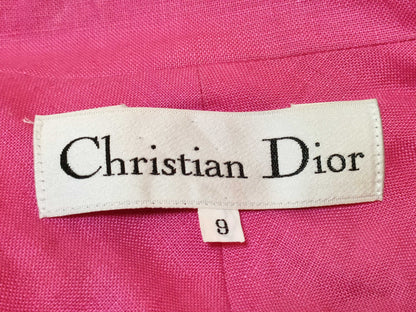 Christian Dior
9